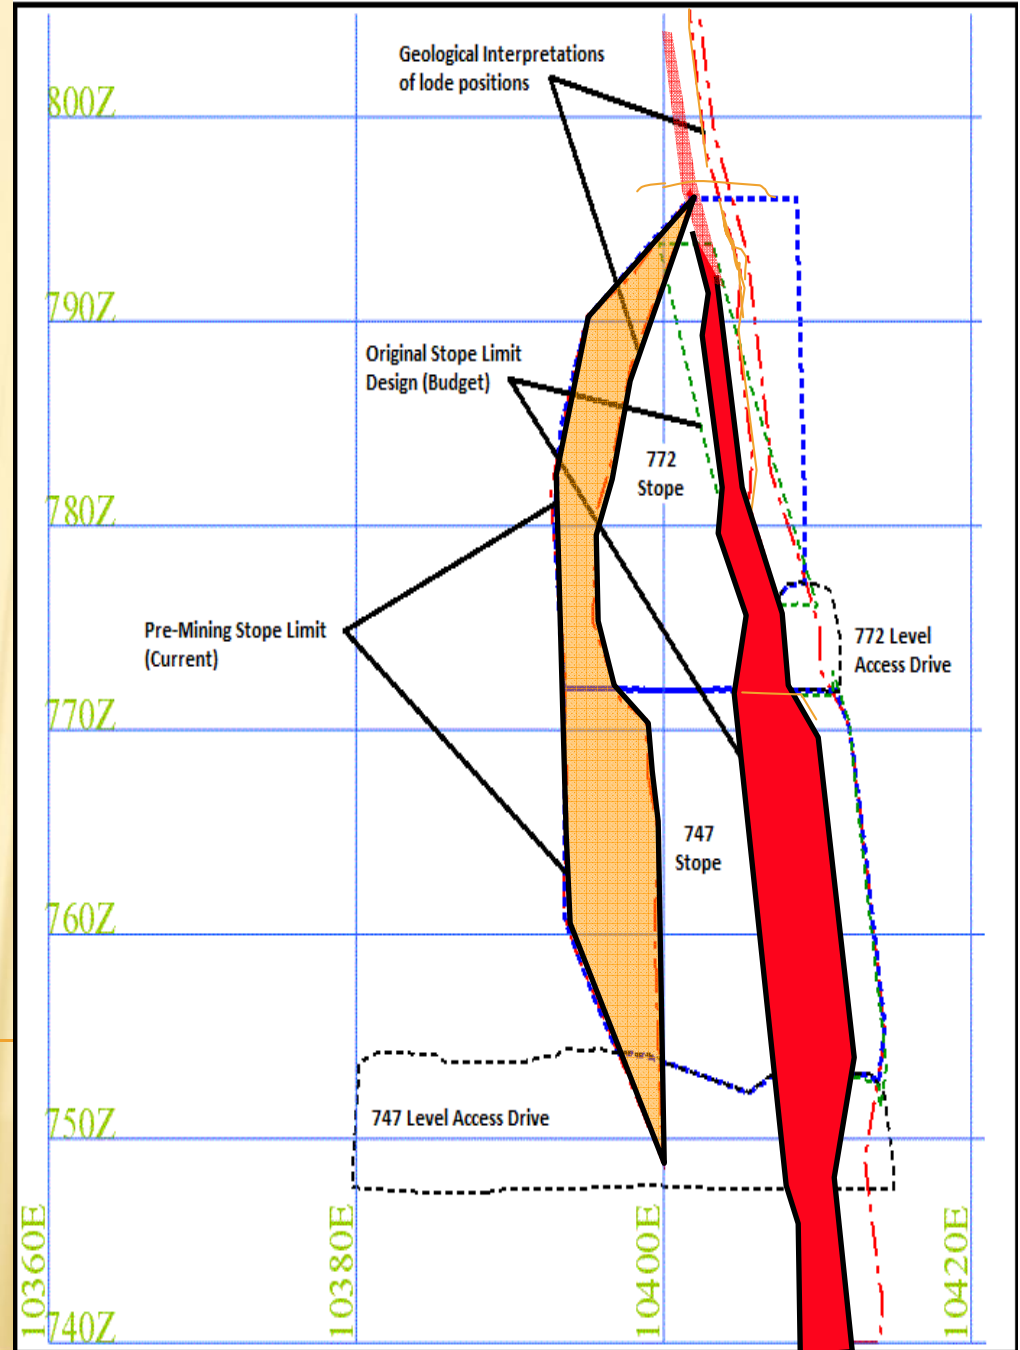 Geological Interpretations
of lode positions
800Z
790Z
Original Stope Limit
Design (Budget)
772
Stope
780Z
Pre-Mining Stope Limit
(Current)
772 Level
Access Drive
770Z
747
Stope
760Z
747 Level Access Drive
750Z
10360E
10380E
10400E
10420E
740Z